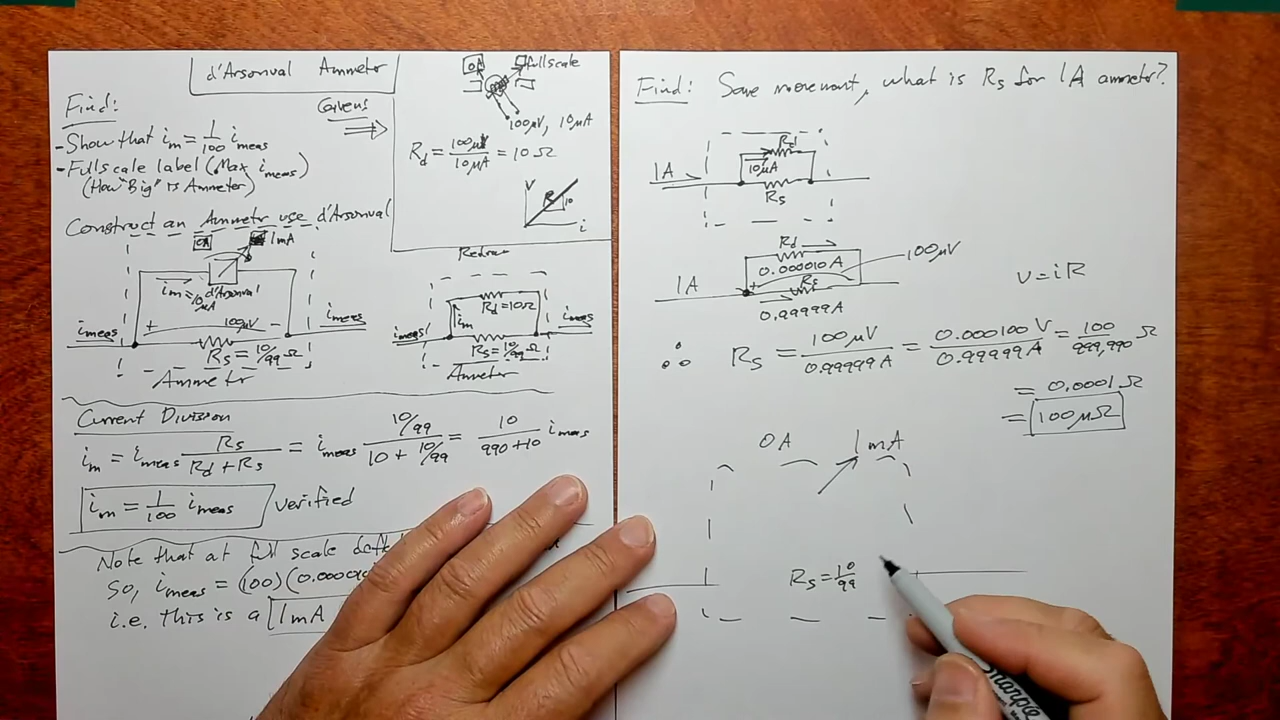 d'Arsonval Ammeter
Find:
- Show that im = 1/100 imeas
- Fullscale label (Max imeas)
(How "Big" is Ammeter)
Givens
0A
fullscale
100μV, 10μA
Rd = 100μV/10μA = 10Ω
V
R
10
i
Construct an Ammeter use d'Arsonval
0A
1mA
im = 10μA
d'Arsonval
+ 100μV -
imeas
imeas
Rs = 10/99 Ω
Ammeter
Redraw
Rd = 10Ω
im
imeas
imeas
Rs = 10/99 Ω
Ammeter
Current Division
im = imeas Rs/(Rd + Rs) = imeas (10/99)/(10 + 10/99) = 10/(990+10) imeas
im = 1/100 imeas verified
Note that at full scale
So, imeas = (100)(0.0000
i.e. this is a 1mA
Find: Same movement, what is Rs for 1A ammeter?
1A
Rd
10μA
Rs
Rd
0.000010 A
100μV
1A
+
Rs
0.99999 A
v = iR
∴ Rs = 100μV/0.99999A = 0.000100 V/0.99999A = 100/999,990 Ω
= 0.0001 Ω
= 100μΩ
0A
1mA
Rs = 10/99
Sharpie